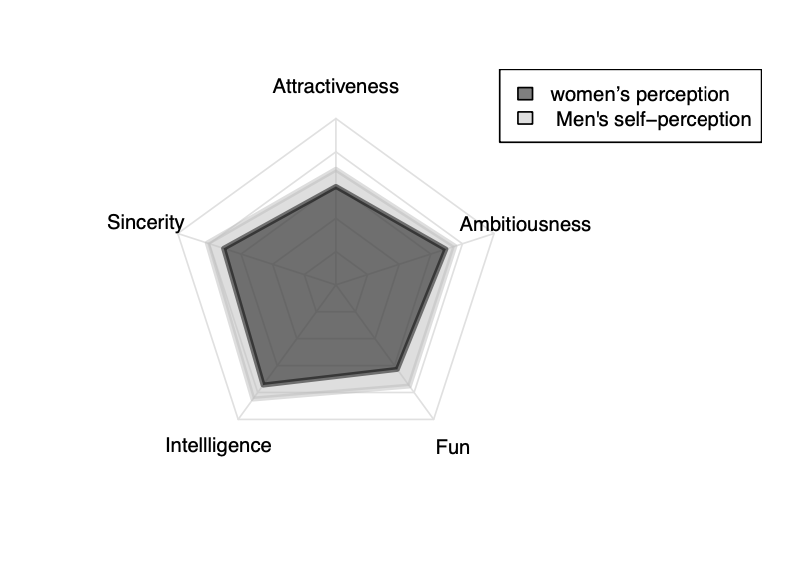 Attractiveness
women’s perception
Men's self−perception
Sincerity
Ambitiousness
Intellligence
Fun